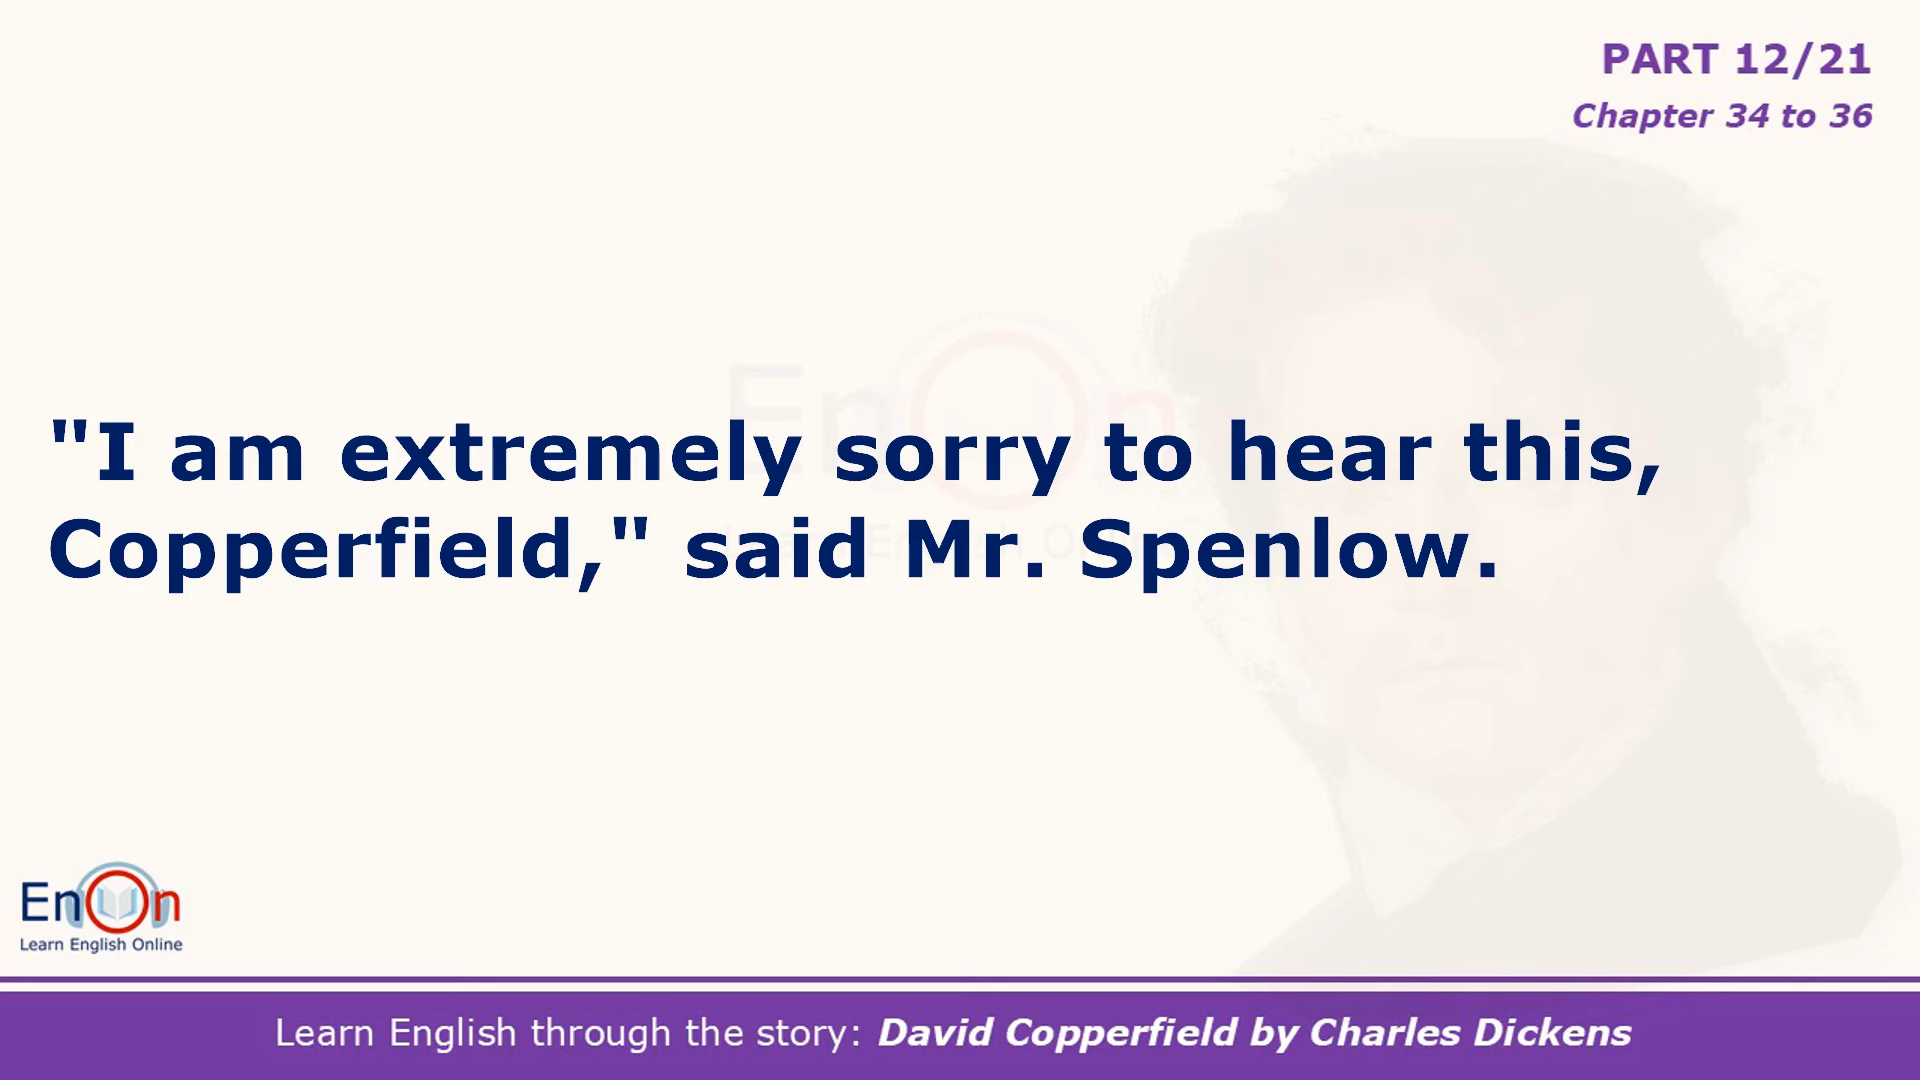 PART 12/21
Chapter 34 to 36
"I am extremely sorry to hear this,
Copperfield," said Mr. Spenlow.
EnOn
Learn English Online
Learn English through the story: David Copperfield by Charles Dickens